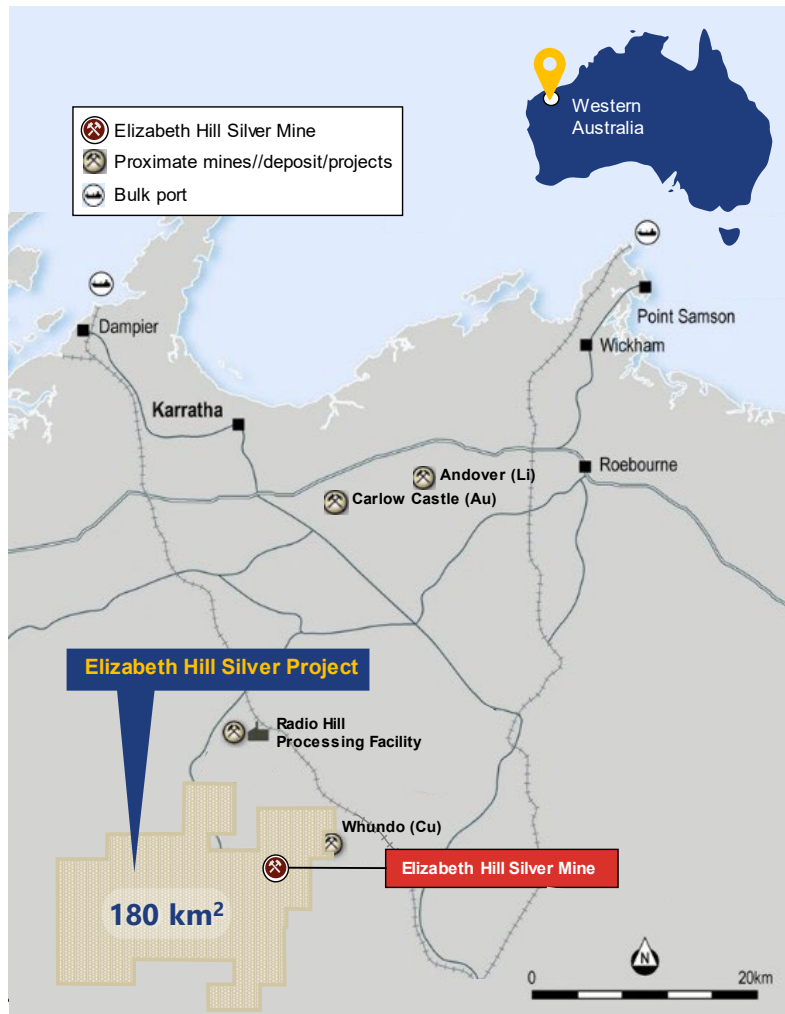 Western
Australia
Elizabeth Hill Silver Mine
Proximate mines//deposit/projects
Bulk port
Dampier
Point Samson
Wickham
Karratha
Roebourne
Andover (Li)
Carlow Castle (Au)
Elizabeth Hill Silver Project
Radio Hill
Processing Facility
Whundo (Cu)
Elizabeth Hill Silver Mine
180 km²
N
0
20km